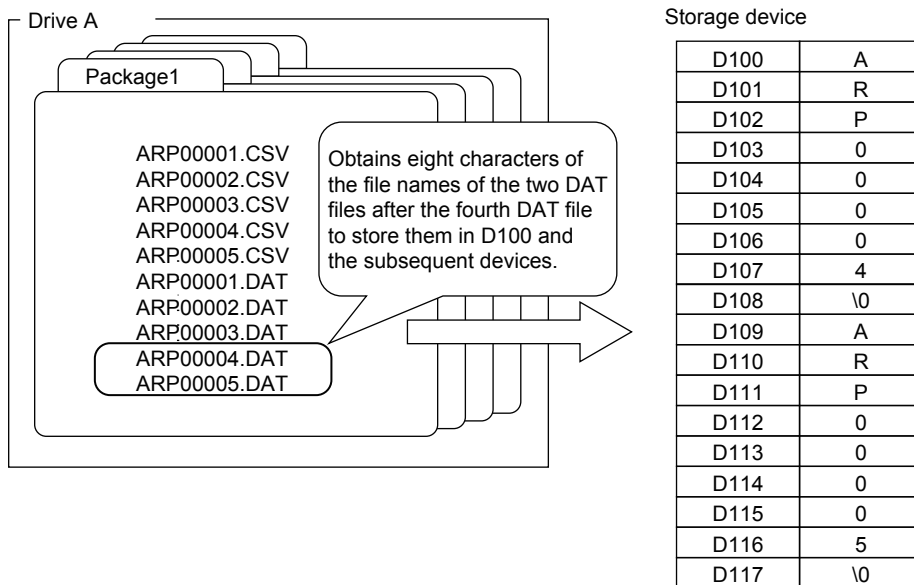 Drive A
Package1
ARP00001.CSV
ARP00002.CSV
ARP00003.CSV
ARP00004.CSV
ARP00005.CSV
ARP00001.DAT
ARP00002.DAT
ARP00003.DAT
ARP00004.DAT
ARP00005.DAT
Obtains eight characters of
the file names of the two DAT
files after the fourth DAT file
to store them in D100 and
the subsequent devices.
Storage device
D100 A
D101 R
D102 P
D103 0
D104 0
D105 0
D106 0
D107 4
D108 \0
D109 A
D110 R
D111 P
D112 0
D113 0
D114 0
D115 0
D116 5
D117 \0